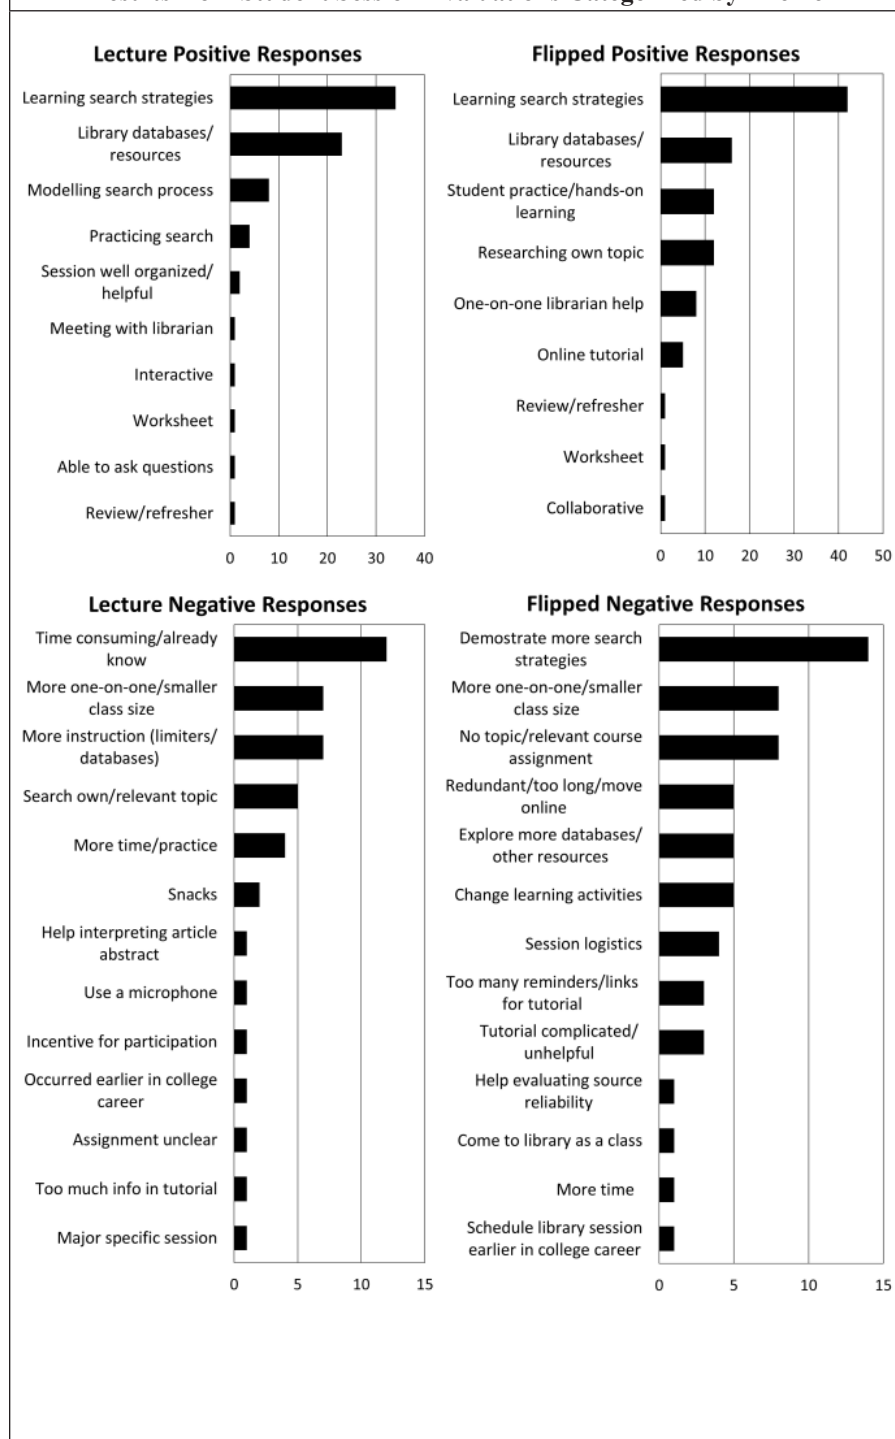 Lecture Positive Responses
Learning search strategies
Library databases/
resources
Modelling search process
Practicing search
Session well organized/
helpful
Meeting with librarian
Interactive
Worksheet
Able to ask questions
Review/refresher
0 10 20 30 40
Flipped Positive Responses
Learning search strategies
Library databases/
resources
Student practice/hands-on
learning
Researching own topic
One-on-one librarian help
Online tutorial
Review/refresher
Worksheet
Collaborative
0 10 20 30 40 50
Lecture Negative Responses
Time consuming/already
know
More one-on-one/smaller
class size
More instruction (limiters/
databases)
Search own/relevant topic
More time/practice
Snacks
Help interpreting article
abstract
Use a microphone
Incentive for participation
Occurred earlier in college
career
Assignment unclear
Too much info in tutorial
Major specific session
0 5 10 15
Flipped Negative Responses
Demostrate more search
strategies
More one-on-one/smaller
class size
No topic/relevant course
assignment
Redundant/too long/move
online
Explore more databases/
other resources
Change learning activities
Session logistics
Too many reminders/links
for tutorial
Tutorial complicated/
unhelpful
Help evaluating source
reliability
Come to library as a class
More time
Schedule library session
earlier in college career
0 5 10 15